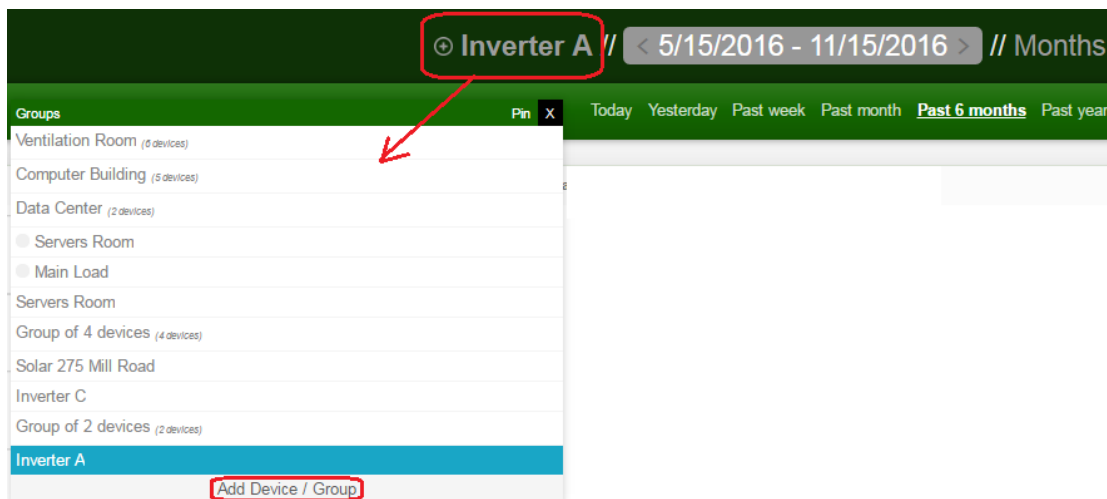 ⊕ Inverter A // < 5/15/2016 - 11/15/2016 > // Months
Groups Pin X
Today Yesterday Past week Past month Past 6 months Past year
Ventilation Room (6 devices)
Computer Building (5 devices)
Data Center (2 devices)
Servers Room
Main Load
Servers Room
Group of 4 devices (4 devices)
Solar 275 Mill Road
Inverter C
Group of 2 devices (2 devices)
Inverter A
Add Device / Group